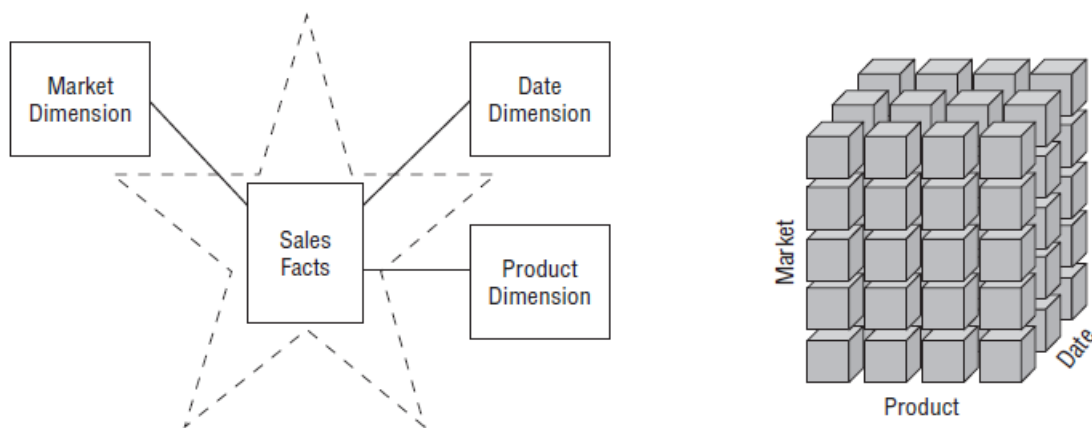 Market
Dimension
Date
Dimension
Sales
Facts
Product
Dimension
Market
Product
Date